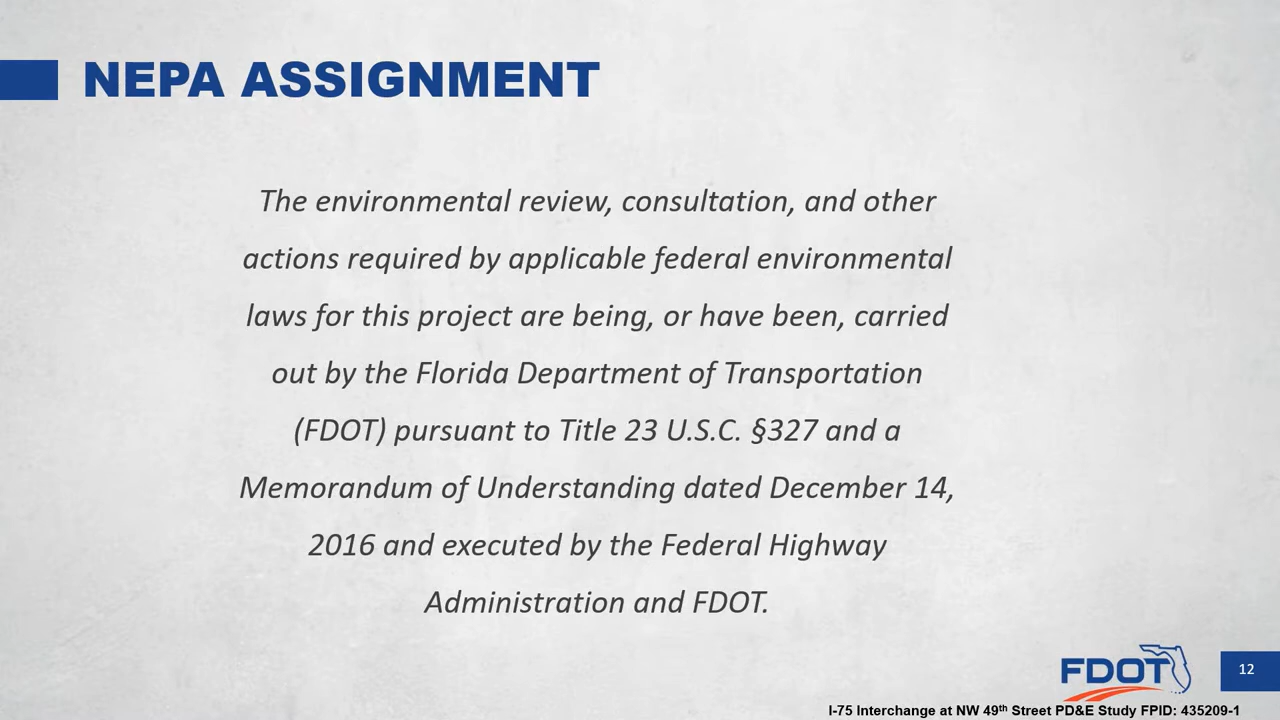 NEPA ASSIGNMENT
The environmental review, consultation, and other
actions required by applicable federal environmental
laws for this project are being, or have been, carried
out by the Florida Department of Transportation
(FDOT) pursuant to Title 23 U.S.C. §327 and a
Memorandum of Understanding dated December 14,
2016 and executed by the Federal Highway
Administration and FDOT.
FDOT
12
I-75 Interchange at NW 49th Street PD&E Study FPID: 435209-1